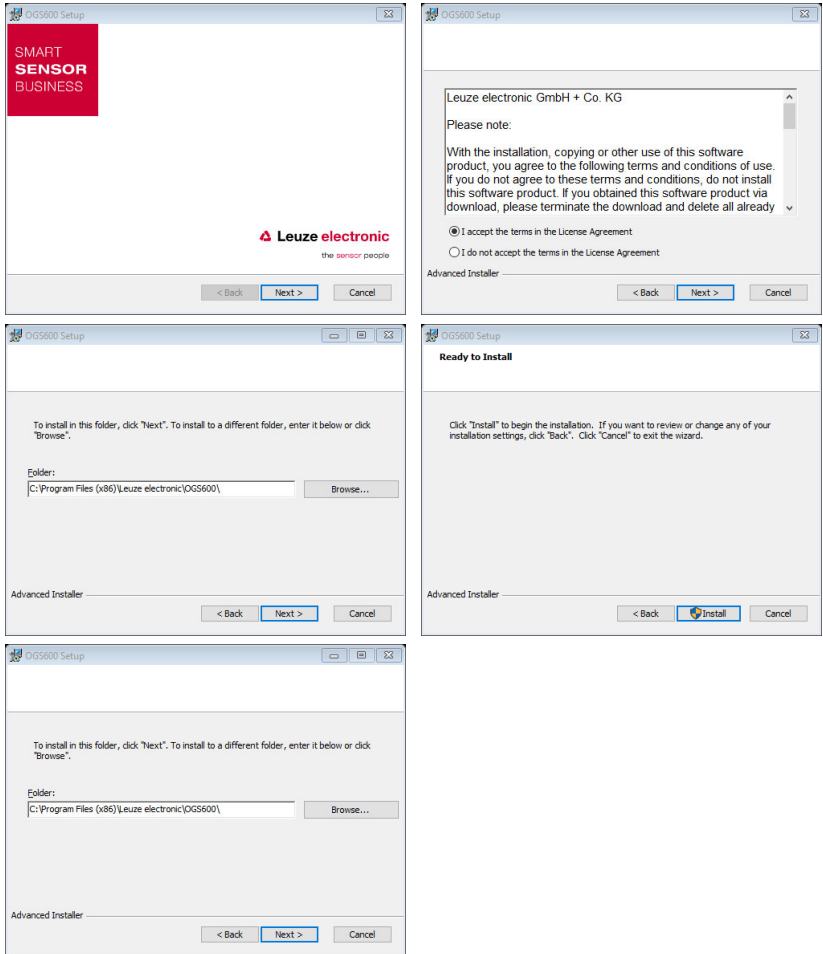 OGS600 Setup
SMART
SENSOR
BUSINESS
Leuze electronic
the sensor people
< Back
Next >
Cancel
OGS600 Setup
Leuze electronic GmbH + Co. KG
Please note:
With the installation, copying or other use of this software
product, you agree to the following terms and conditions of use.
If you do not agree to these terms and conditions, do not install
this software product. If you obtained this software product via
download, please terminate the download and delete all already
I accept the terms in the License Agreement
I do not accept the terms in the License Agreement
Advanced Installer
< Back
Next >
Cancel
OGS600 Setup
To install in this folder, click "Next". To install to a different folder, enter it below or click
"Browse".
Folder:
C:\Program Files (x86)\Leuze electronic\OGS600\
Browse...
Advanced Installer
< Back
Next >
Cancel
OGS600 Setup
Ready to Install
Click "Install" to begin the installation. If you want to review or change any of your
installation settings, click "Back". Click "Cancel" to exit the wizard.
Advanced Installer
< Back
Install
Cancel
OGS600 Setup
To install in this folder, click "Next". To install to a different folder, enter it below or click
"Browse".
Folder:
C:\Program Files (x86)\Leuze electronic\OGS600\
Browse...
Advanced Installer
< Back
Next >
Cancel